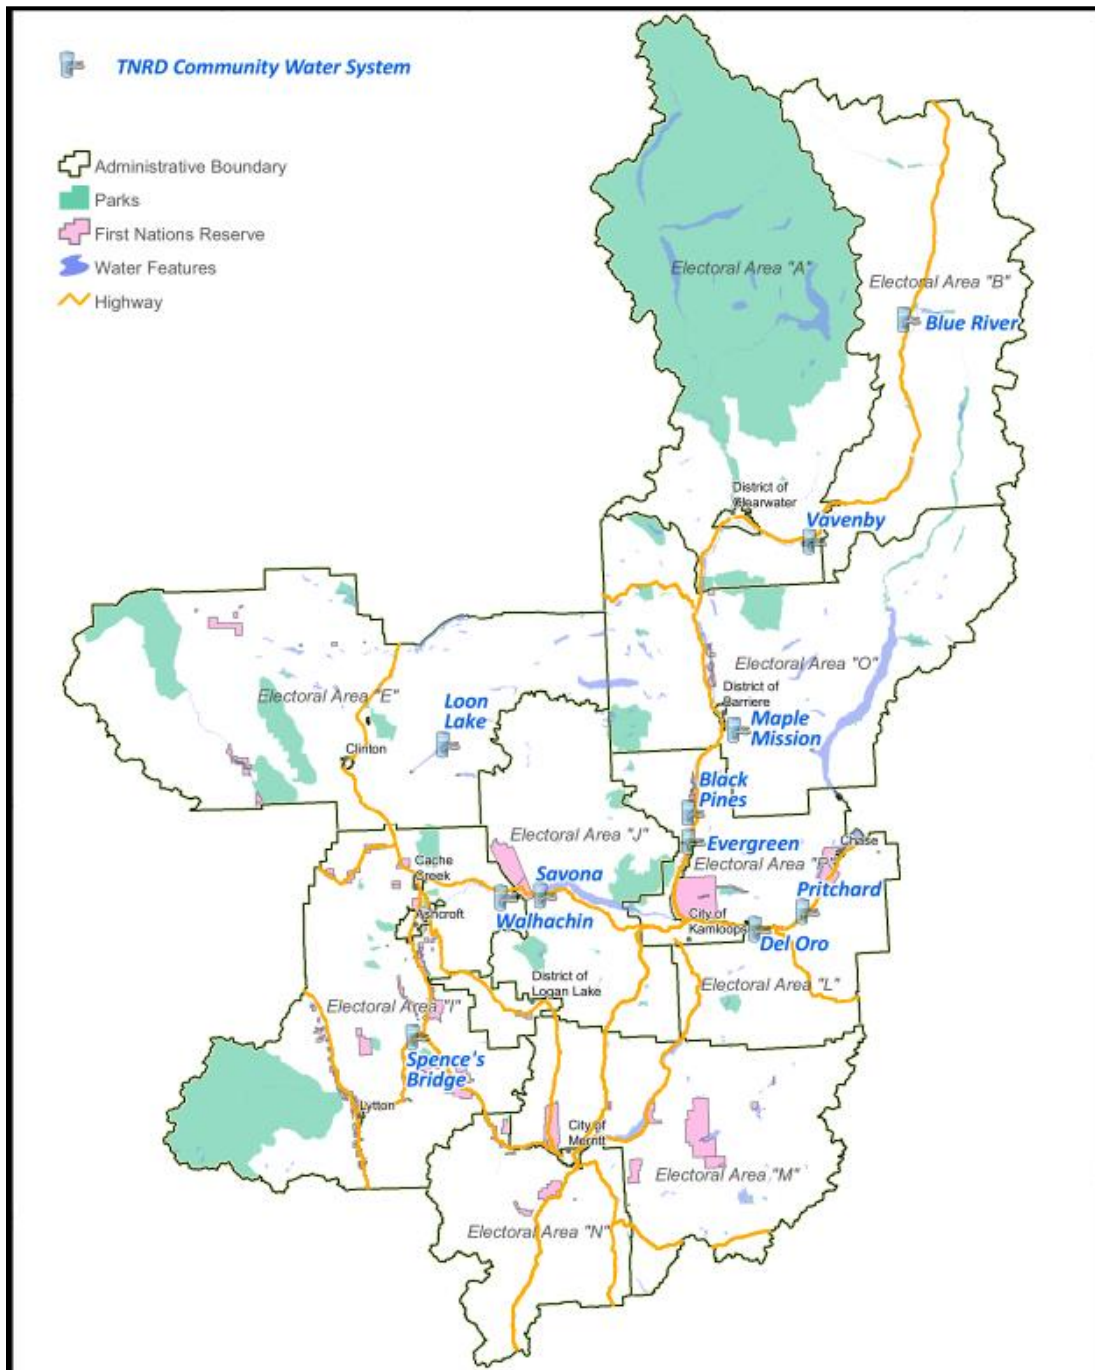 TNRD Community Water System
Administrative Boundary
Parks
First Nations Reserve
Water Features
Highway
Electoral Area "A"
Electoral Area "B"
Blue River
District of
Clearwater
Vavenby
Electoral Area "O"
Electoral Area "E"
District of
Barriere
Loon
Lake
Maple
Mission
Clinton
Black
Pines
Electoral Area "J"
Evergreen
Chase
Electoral Area "P"
Cache
Creek
Savona
Pritchard
Ashcroft
Walhachin
City of
Kamloops
Del Oro
District of
Logan Lake
Electoral Area "L"
Electoral Area "I"
Spence's
Bridge
Lytton
City of
Merritt
Electoral Area "M"
Electoral Area "N"